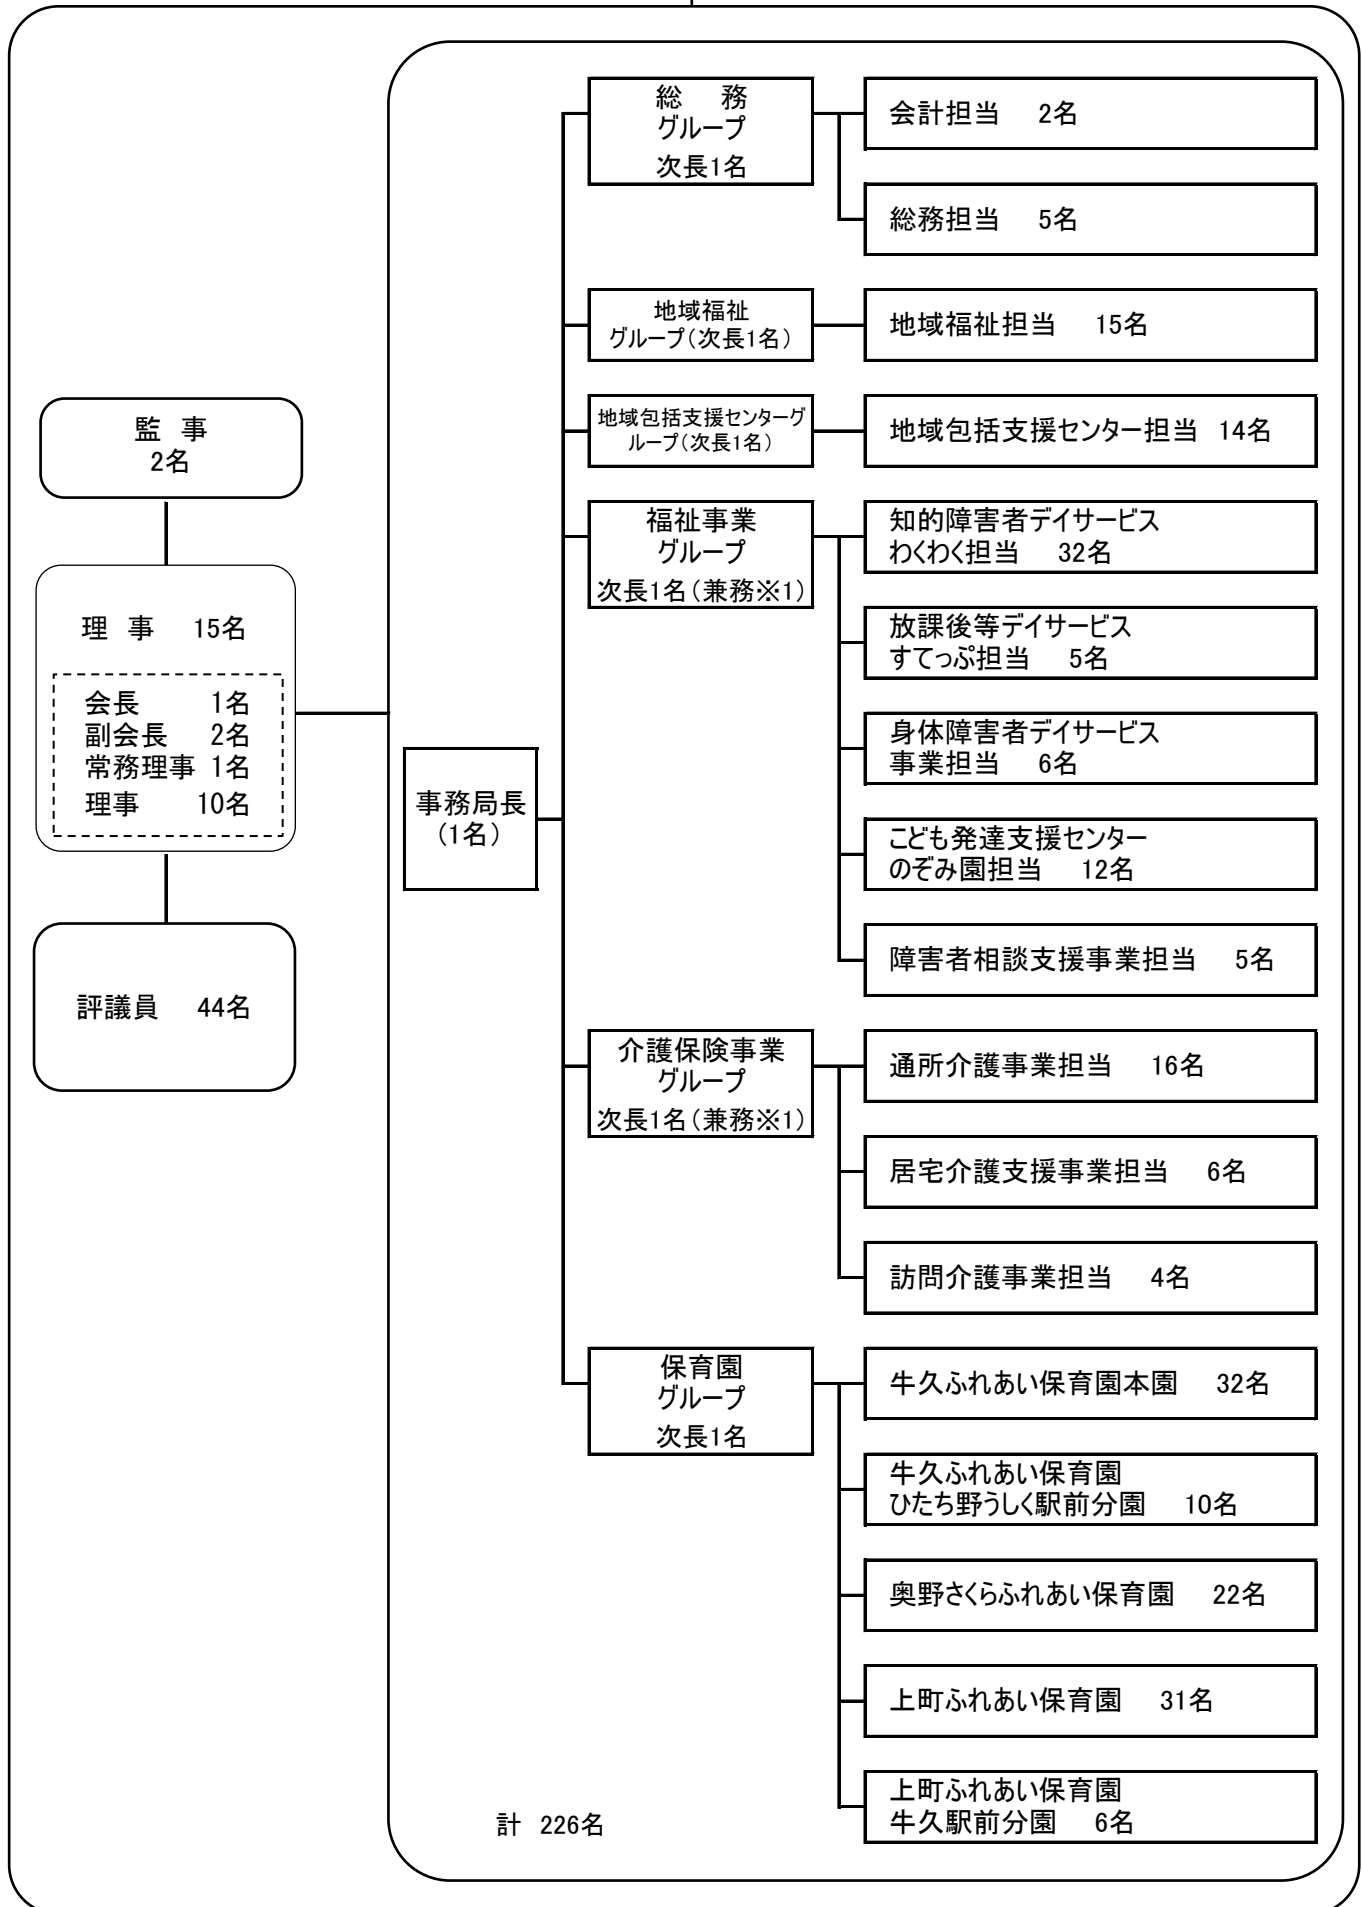 監 事
2名
理 事 15名
会長 1名
副会長 2名
常務理事 1名
理事 10名
評議員 44名
事務局長
(1名)
総 務
グループ
次長1名
会計担当 2名
総務担当 5名
地域福祉
グループ(次長1名)
地域福祉担当 15名
地域包括支援センターグ
ループ(次長1名)
地域包括支援センター担当 14名
福祉事業
グループ
次長1名(兼務※1)
知的障害者デイサービス
わくわく担当 32名
放課後等デイサービス
すてっぷ担当 5名
身体障害者デイサービス
事業担当 6名
こども発達支援センター
のぞみ園担当 12名
障害者相談支援事業担当 5名
介護保険事業
グループ
次長1名(兼務※1)
通所介護事業担当 16名
居宅介護支援事業担当 6名
訪問介護事業担当 4名
保育園
グループ
次長1名
牛久ふれあい保育園本園 32名
牛久ふれあい保育園
ひたち野うしく駅前分園 10名
奥野さくらふれあい保育園 22名
上町ふれあい保育園 31名
上町ふれあい保育園
牛久駅前分園 6名
計 226名